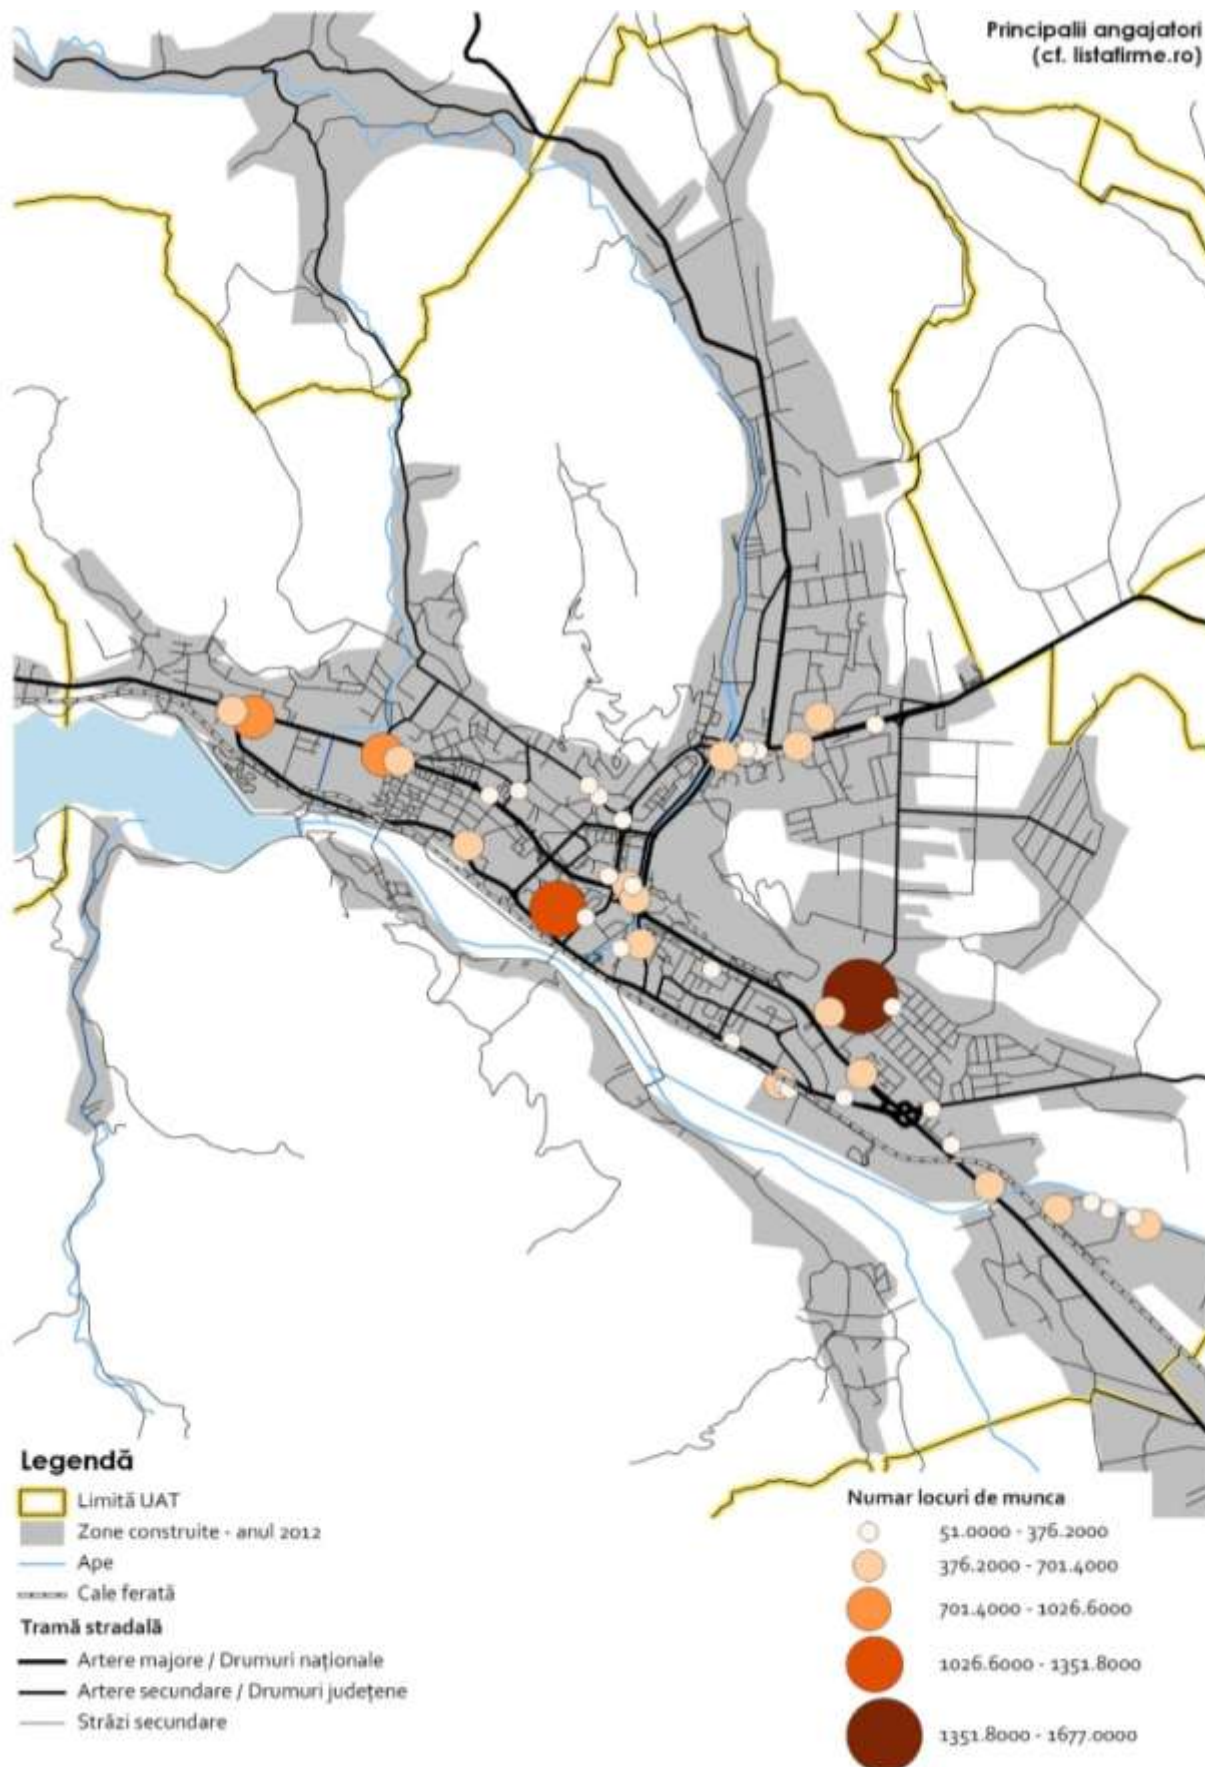 Principalii angajatori
(cf. listafirme.ro)
Legendă
Limită UAT
Zone construite - anul 2012
Ape
Cale ferată
Tramă stradală
Artere majore / Drumuri naționale
Artere secundare / Drumuri județene
Străzi secundare
Numar locuri de munca
51.0000 - 376.2000
376.2000 - 701.4000
701.4000 - 1026.6000
1026.6000 - 1351.8000
1351.8000 - 1677.0000